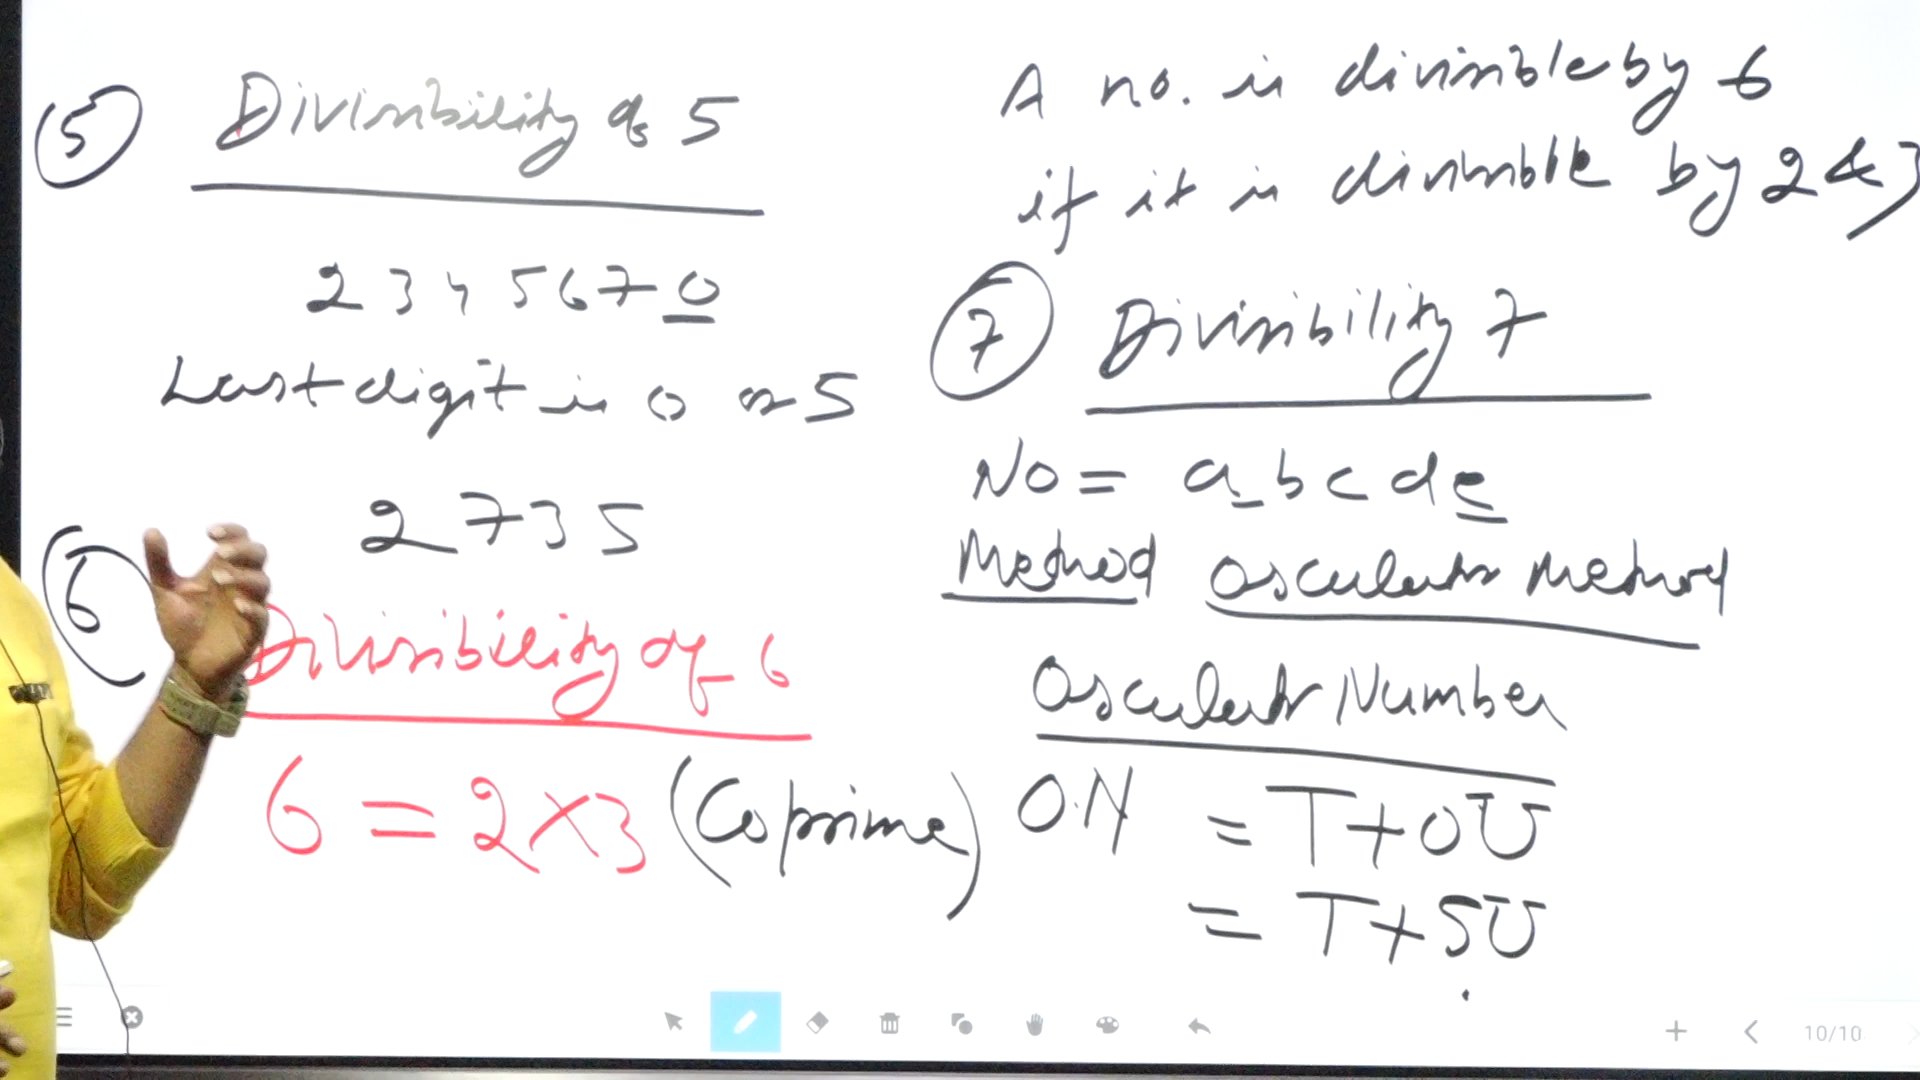 5 Divisibility of 5
2 3 4 5 6 7 0
Last digit is 0 or 5
2 7 3 5
6 Divisibility of 6
6 = 2 × 3 (Coprime)
A no. is divisible by 6
if it is divisible by 2 & 3
7 Divisibility 7
No = a b c d e
Method Osculator Method
Osculator Number
O.N = T + OU
= T + 5U
10/10